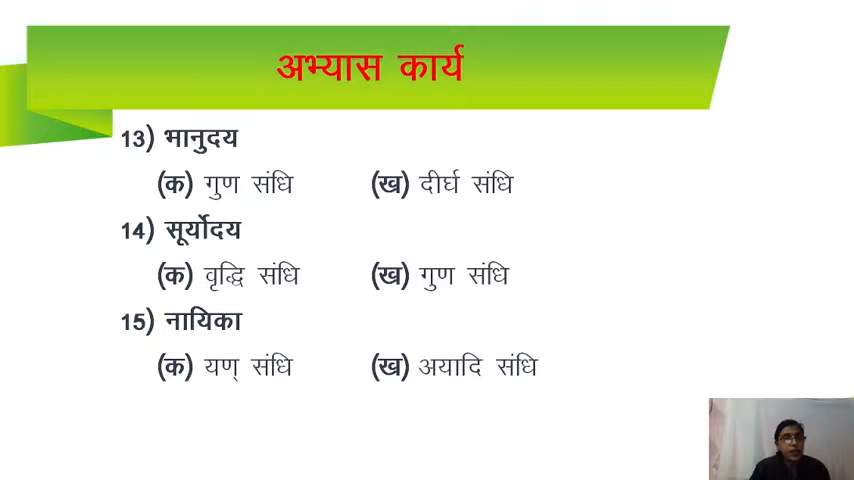 अभ्यास कार्य
13) भानुदय
(क) गुण संधि (ख) दीर्घ संधि
14) सूर्योदय
(क) वृद्धि संधि (ख) गुण संधि
15) नायिका
(क) यण् संधि (ख) अयादि संधि